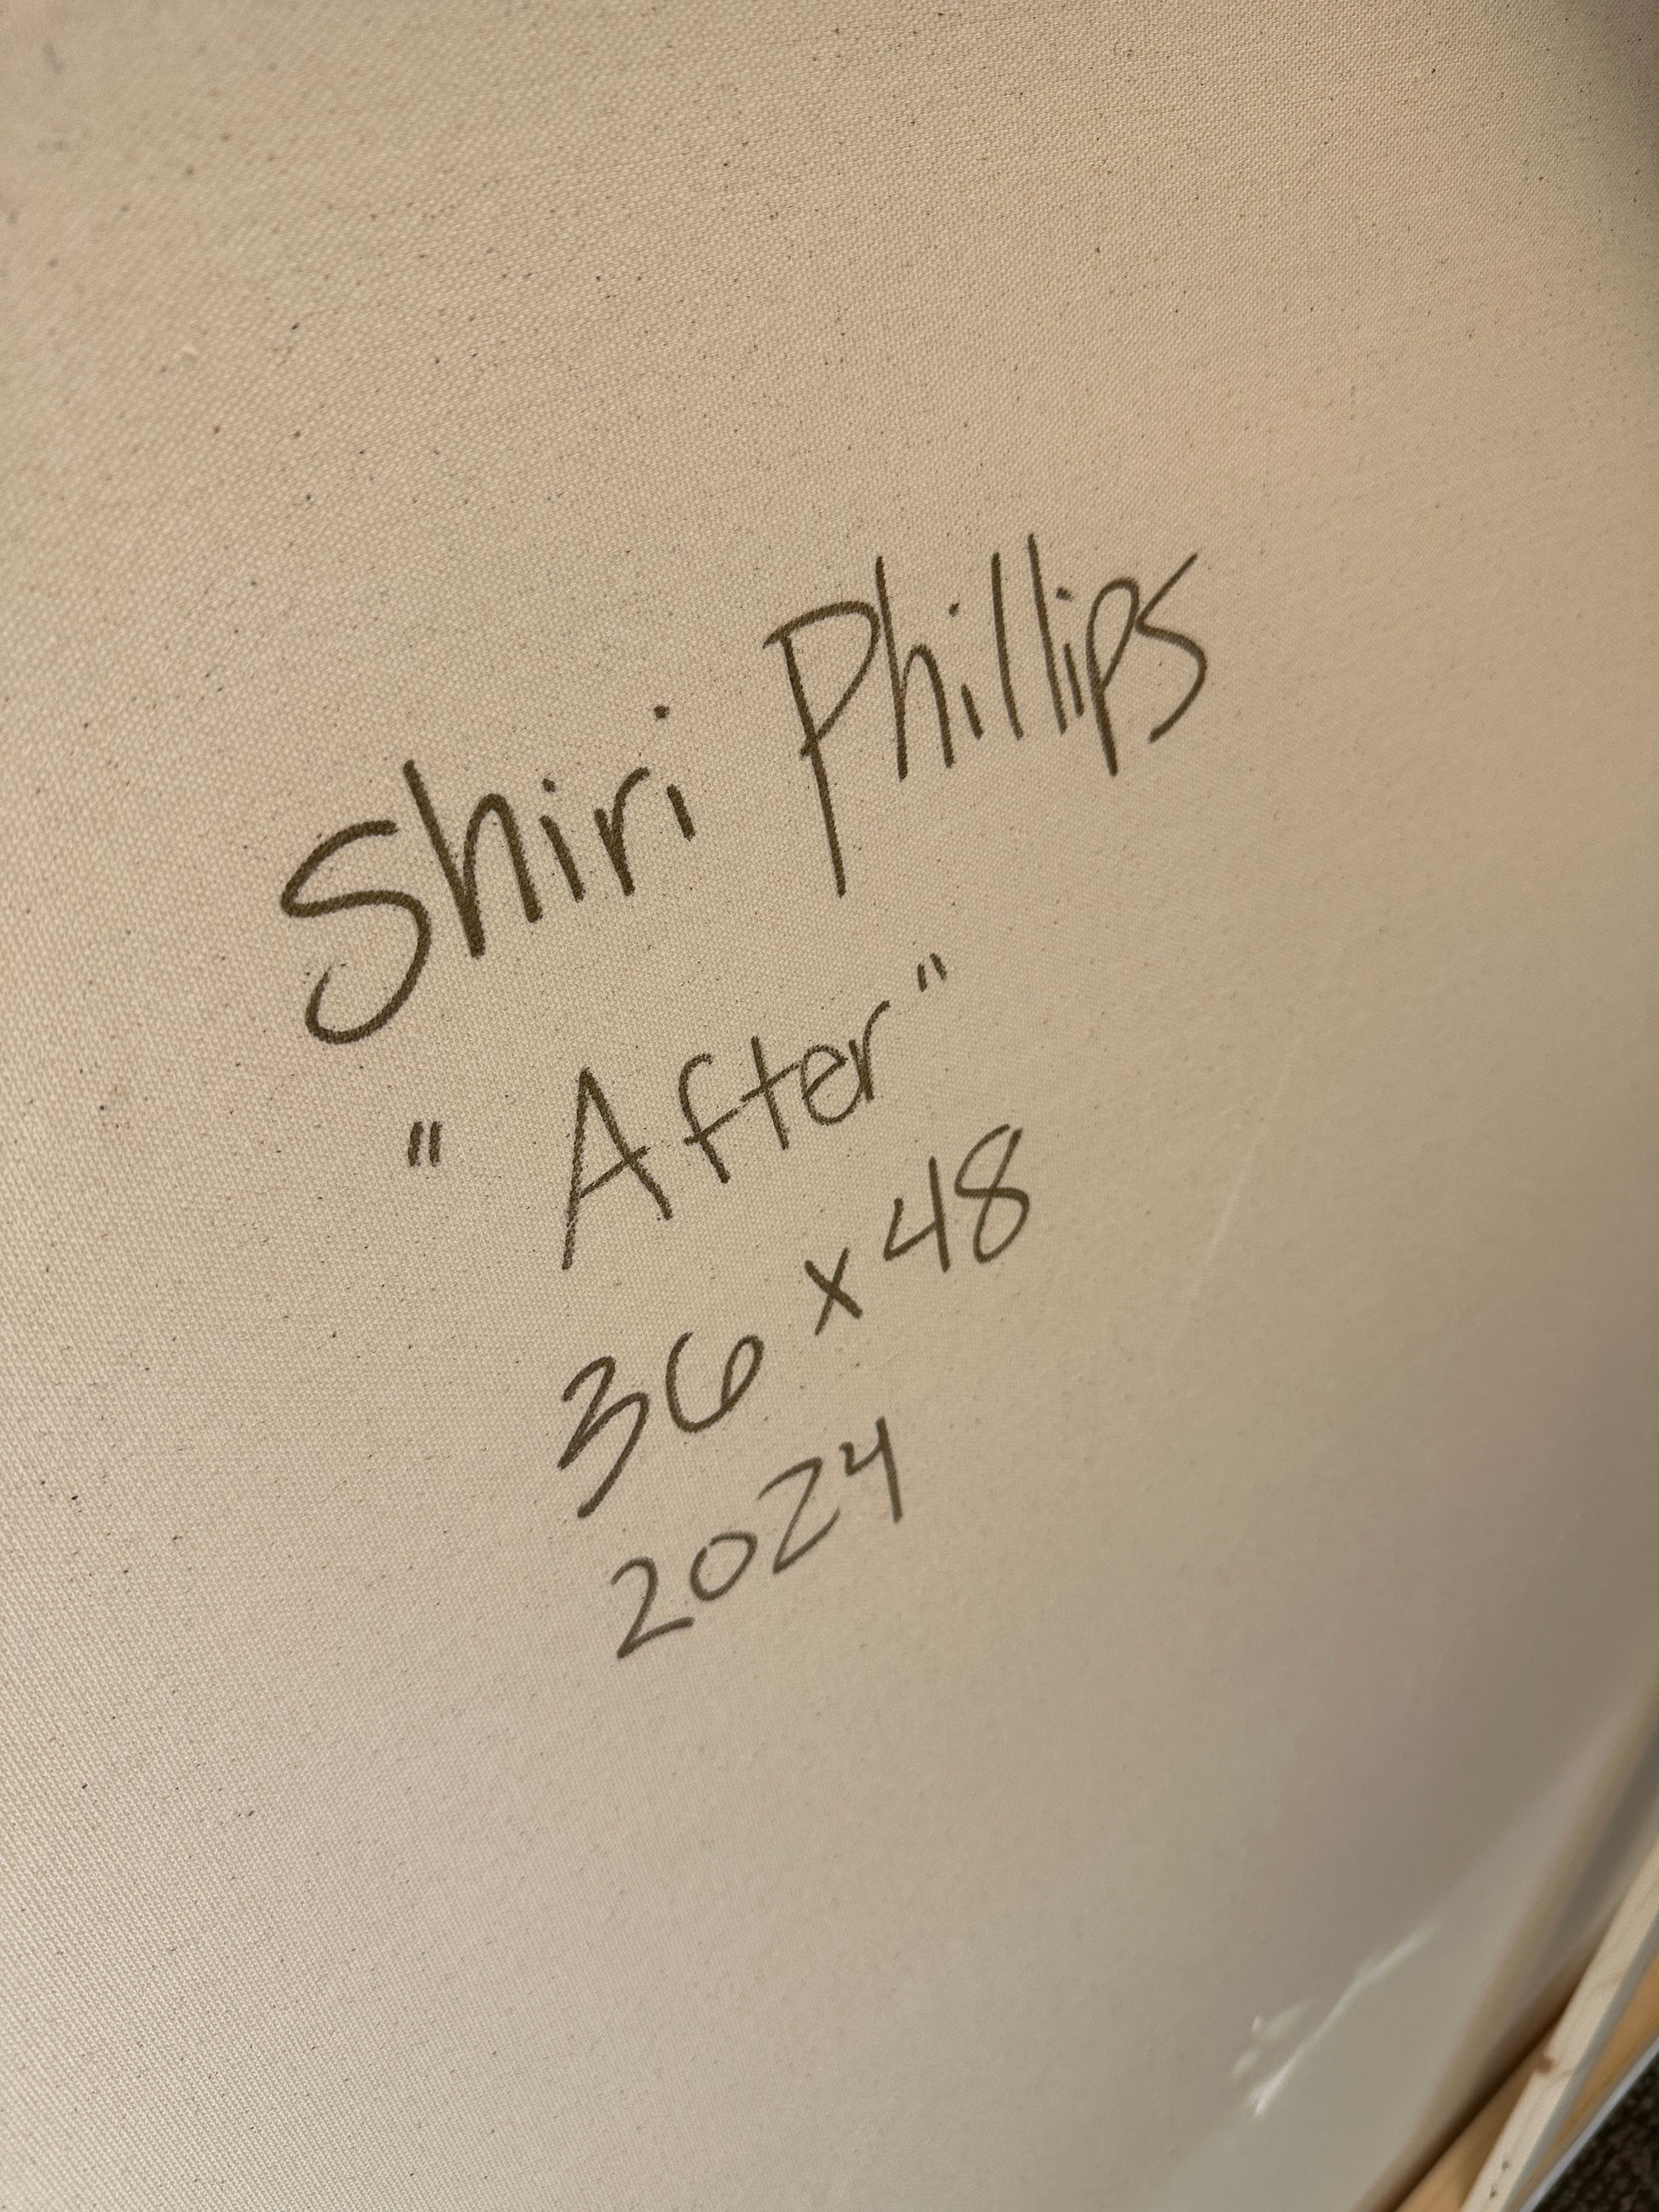 Shiri Phillips
"After"
36 x 48
2024